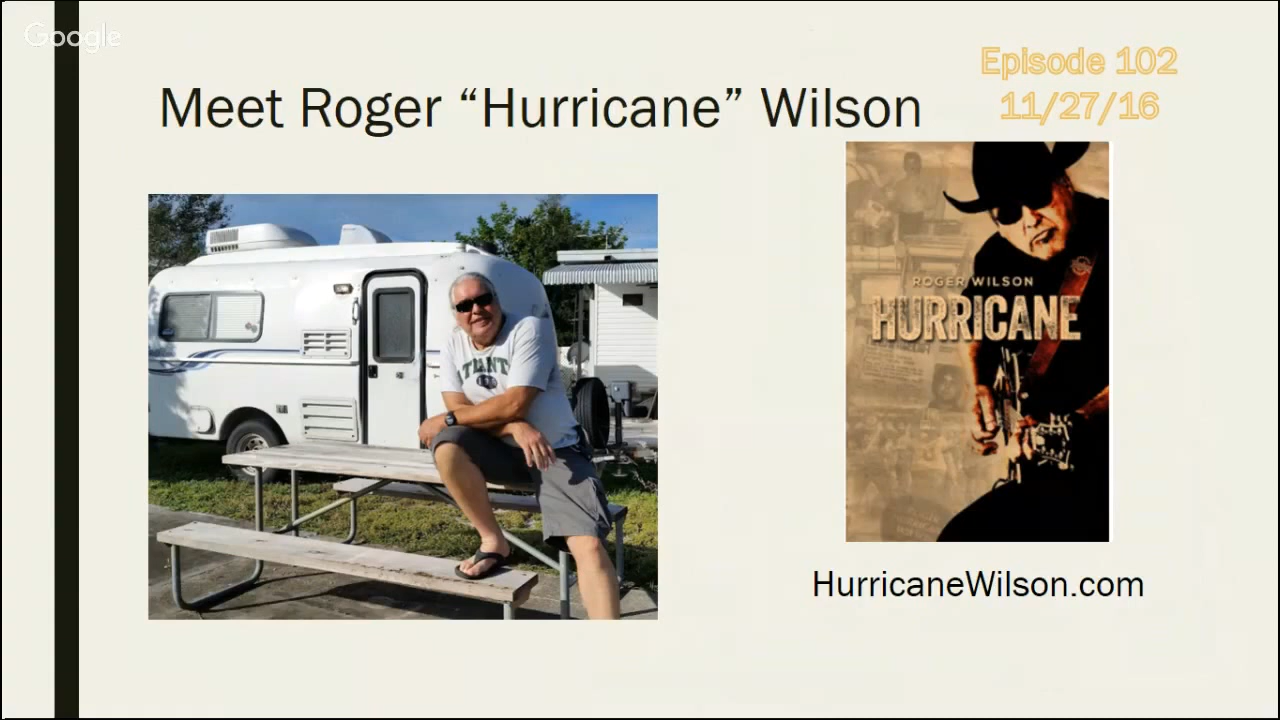 Google
Episode 102
11/27/16
Meet Roger “Hurricane” Wilson
ROGER WILSON
HURRICANE
HurricaneWilson.com